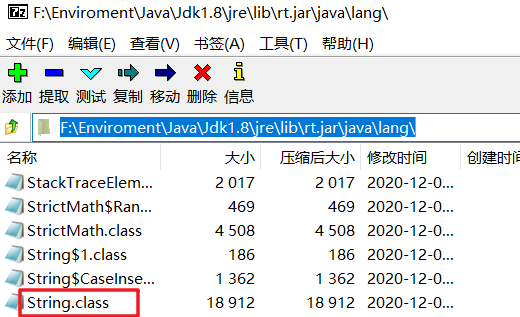 7z F:\Enviroment\Java\Jdk1.8\jre\lib\rt.jar\java\lang\
文件(F) 编辑(E) 查看(V) 书签(A) 工具(T) 帮助(H)
添加 提取 测试 复制 移动 删除 信息
F:\Enviroment\Java\Jdk1.8\jre\lib\rt.jar\java\lang\
名称 大小 压缩后大小 修改时间 创建时间
StackTraceElem... 2 017 2 017 2020-12-0...
StrictMath$Ran... 469 469 2020-12-0...
StrictMath.class 4 508 4 508 2020-12-0...
String$1.class 186 186 2020-12-0...
String$CaseInse... 1 362 1 362 2020-12-0...
String.class 18 912 18 912 2020-12-0...